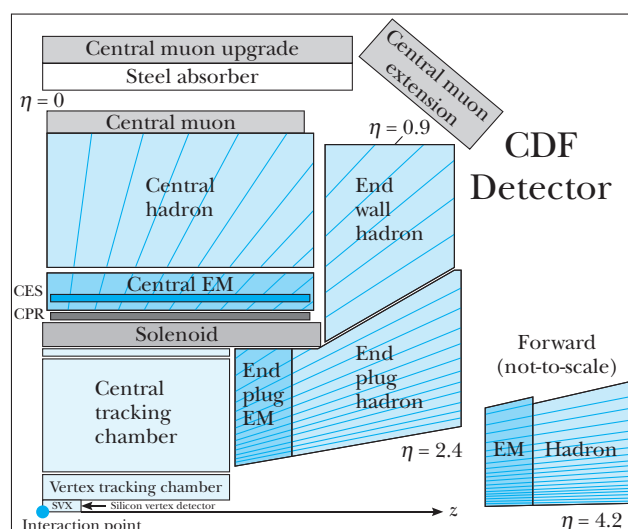 Central muon upgrade
Steel absorber
Central muon
extension
η = 0
Central muon
η = 0.9
CDF
Detector
Central
hadron
End
wall
hadron
Central EM
CES
CPR
Solenoid
Forward
(not-to-scale)
Central
tracking
chamber
End
plug
EM
End
plug
hadron
EM
Hadron
η = 2.4
Vertex tracking chamber
SVX
Silicon vertex detector
z
Interaction point
η = 4.2